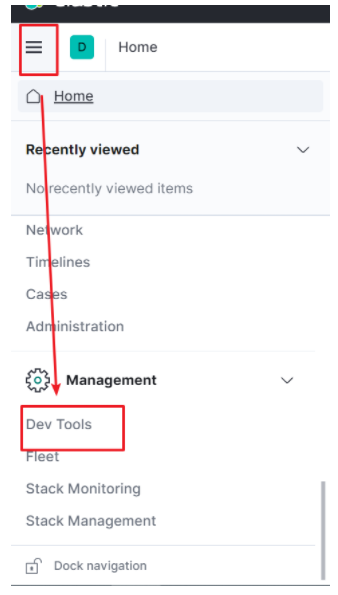 D Home
Home
Recently viewed
No recently viewed items
Network
Timelines
Cases
Administration
Management
Dev Tools
Fleet
Stack Monitoring
Stack Management
Dock navigation